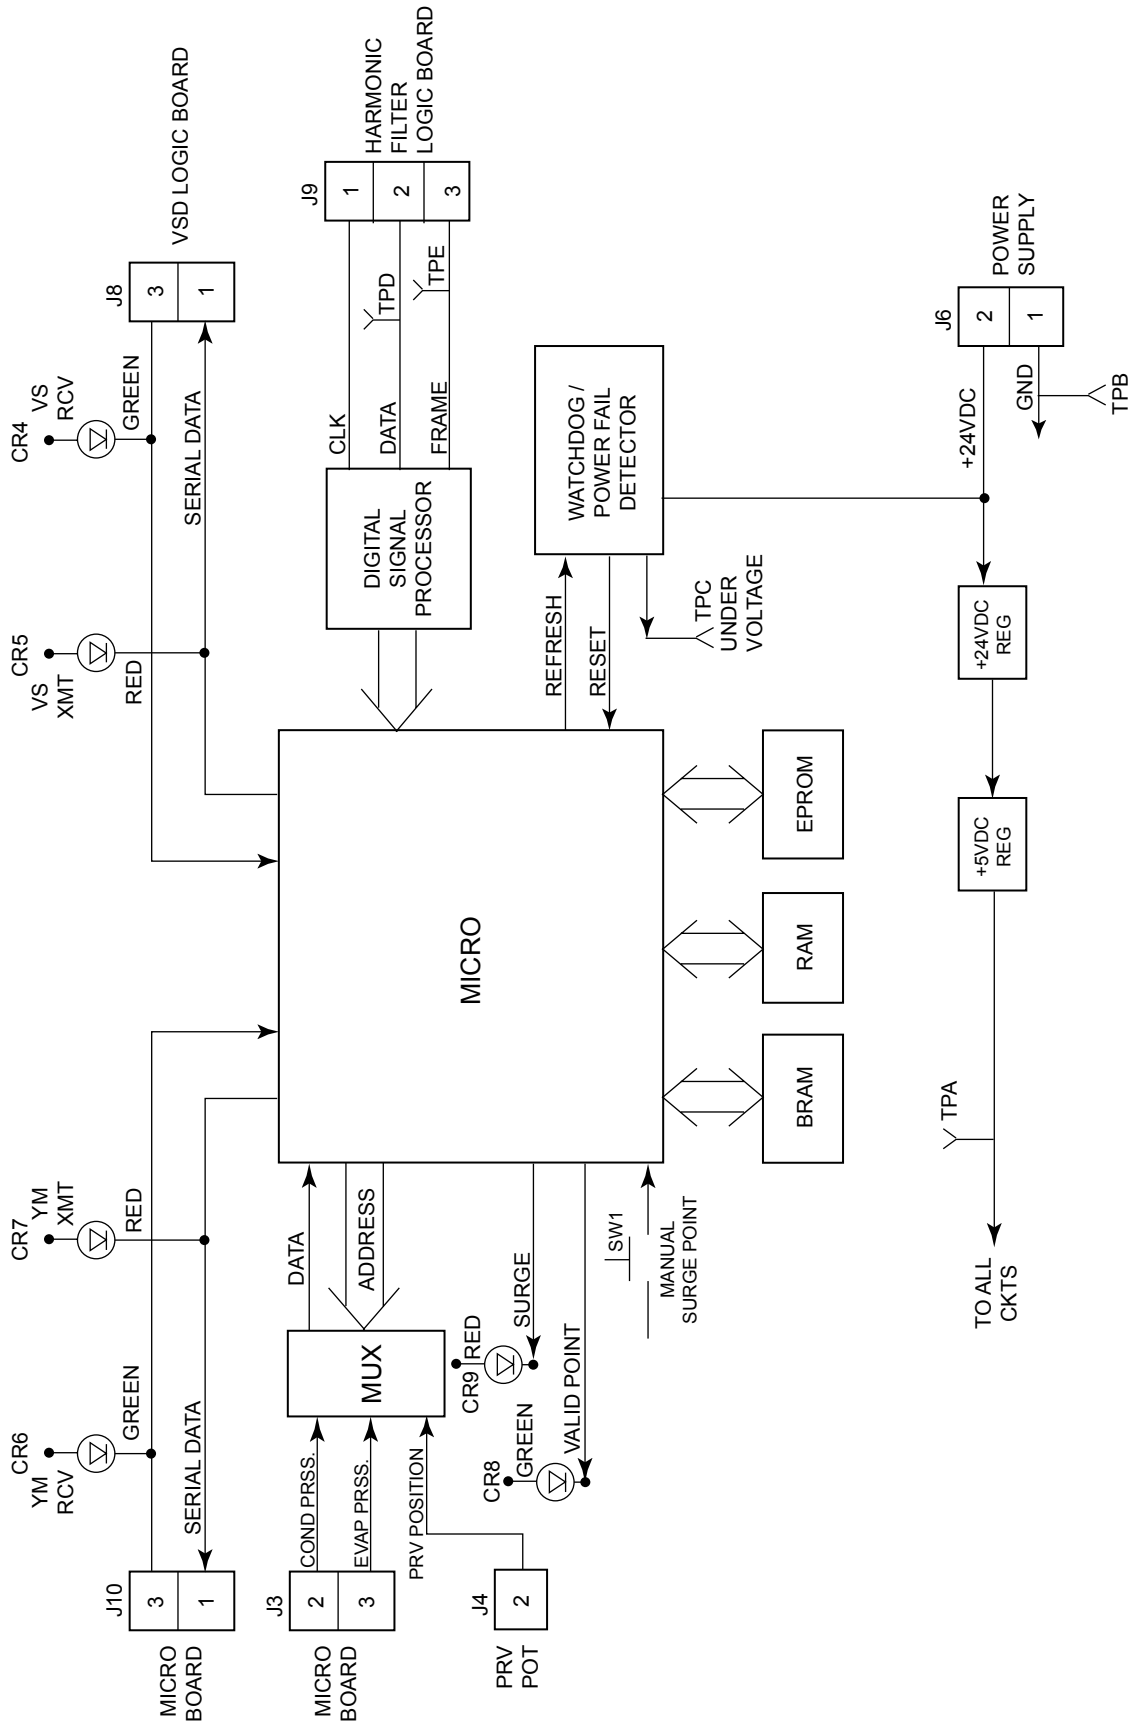 J10
3
1
MICRO
BOARD
CR6
YM
RCV
GREEN
SERIAL DATA
CR7
YM
XMT
RED
CR5
VS
XMT
RED
CR4
VS
RCV
GREEN
SERIAL DATA
J8
3
1
VSD LOGIC BOARD
J3
2
3
MICRO
BOARD
COND PRSS.
EVAP PRSS.
PRV POSITION
J4
2
PRV
POT
MUX
DATA
ADDRESS
CR9
RED
SURGE
CR8
GREEN
VALID POINT
SW1
MANUAL
SURGE POINT
MICRO
DIGITAL
SIGNAL
PROCESSOR
CLK
DATA
FRAME
TPD
TPE
J9
1
2
3
HARMONIC
FILTER
LOGIC BOARD
REFRESH
RESET
WATCHDOG /
POWER FAIL
DETECTOR
TPC
UNDER
VOLTAGE
BRAM
RAM
EPROM
TO ALL
CKTS
TPA
+5VDC
REG
+24VDC
REG
+24VDC
GND
TPB
J6
2
1
POWER
SUPPLY